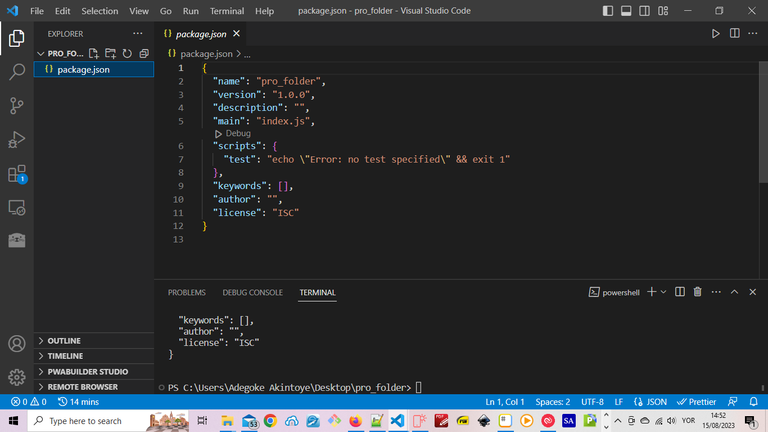 File Edit Selection View Go Run Terminal Help package.json - pro_folder - Visual Studio Code
EXPLORER
PRO_FO...
{} package.json
OUTLINE
TIMELINE
PWABUILDER STUDIO
REMOTE BROWSER
1
{} package.json
{} package.json > ...
1 {
2 "name": "pro_folder",
3 "version": "1.0.0",
4 "description": "",
5 "main": "index.js",
Debug
6 "scripts": {
7 "test": "echo \"Error: no test specified\" && exit 1"
8 },
9 "keywords": [],
10 "author": "",
11 "license": "ISC"
12 }
13
PROBLEMS DEBUG CONSOLE TERMINAL powershell
"keywords": [],
"author": "",
"license": "ISC"
}
PS C:\Users\Adegoke Akintoye\Desktop\pro_folder>
0 0 14 mins Ln 1, Col 1 Spaces: 2 UTF-8 LF {} JSON Prettier
Type here to search 53 PDF SA YOR 14:52
15/08/2023 1